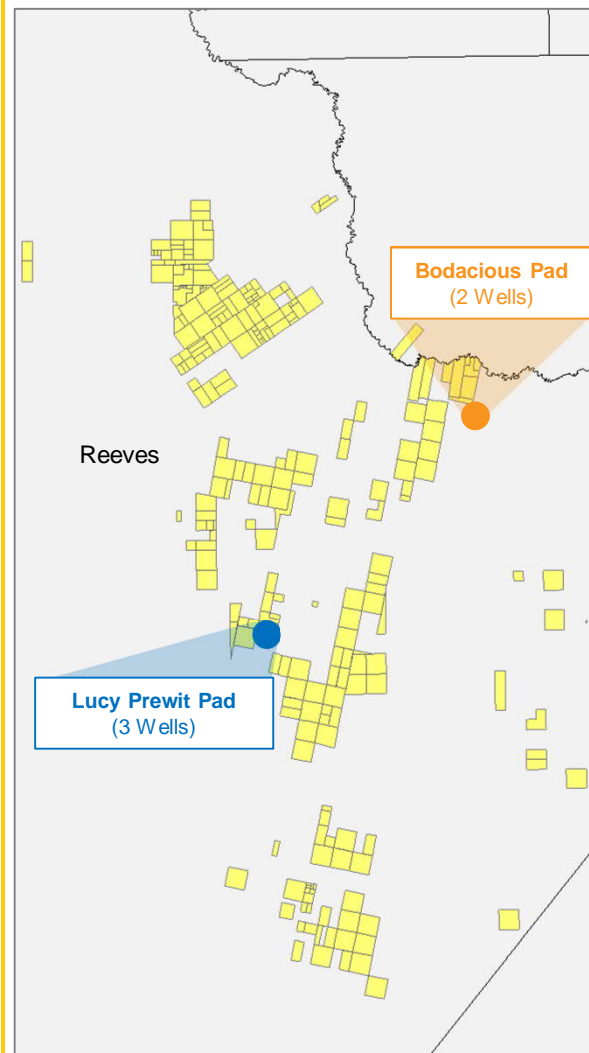 Bodacious Pad
(2 Wells)
Reeves
Lucy Prewit Pad
(3 Wells)